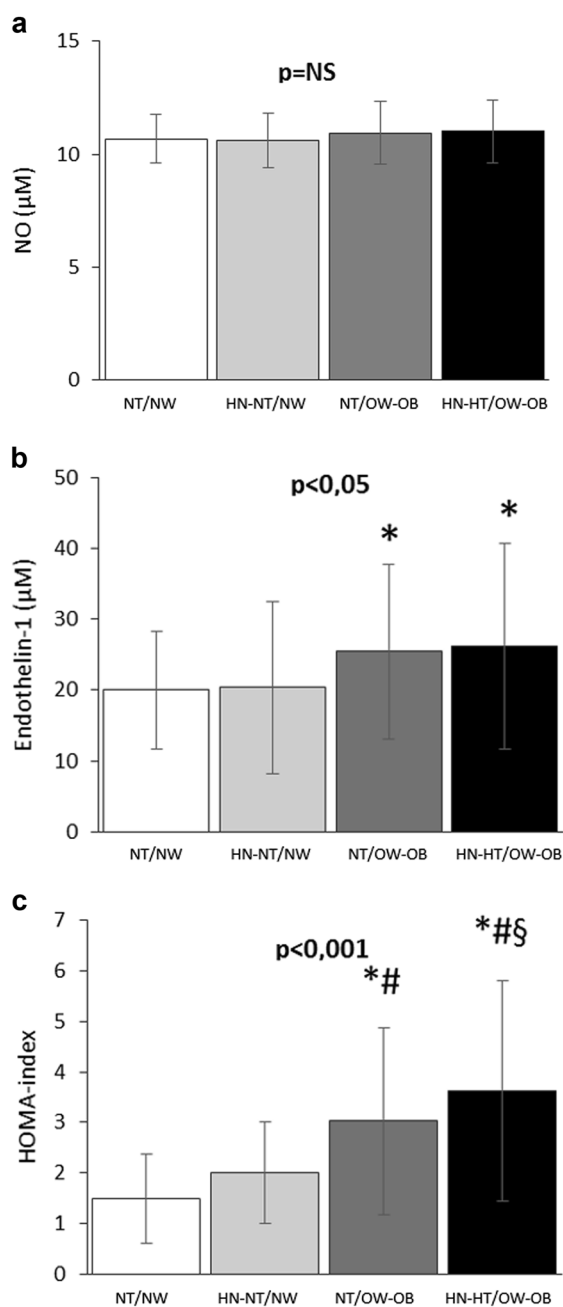 a
15
p=NS
10
5
0
NO (μM)
NT/NW HN-NT/NW NT/OW-OB HN-HT/OW-OB
b
50
p<0,05
* *
40
30
20
10
0
Endothelin-1 (μM)
NT/NW HN-NT/NW NT/OW-OB HN-HT/OW-OB
c
7
*#§
p<0,001
*#
6
5
4
3
2
1
0
HOMA-index
NT/NW HN-NT/NW NT/OW-OB HN-HT/OW-OB